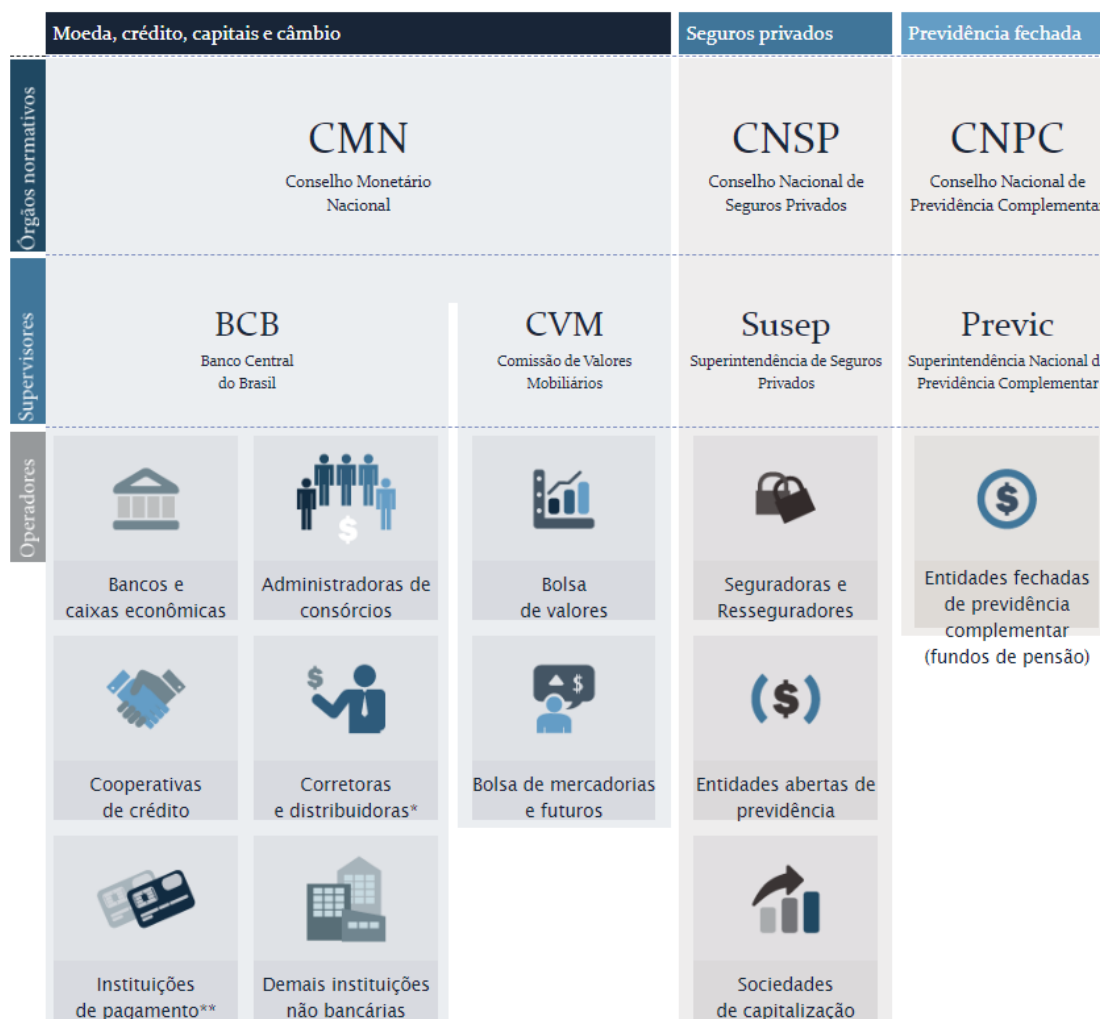 Moeda, crédito, capitais e câmbio
Seguros privados
Previdência fechada
Órgãos normativos
CMN
Conselho Monetário
Nacional
CNSP
Conselho Nacional de
Seguros Privados
CNPC
Conselho Nacional de
Previdência Complementa
Supervisores
BCB
Banco Central
do Brasil
CVM
Comissão de Valores
Mobiliários
Susep
Superintendência de Seguros
Privados
Previc
Superintendência Nacional d
Previdência Complementar
Operadores
Bancos e
caixas econômicas
Administradoras de
consórcios
Bolsa
de valores
Seguradoras e
Resseguradores
Entidades fechadas
de previdência
complementar
(fundos de pensão)
Cooperativas
de crédito
Corretoras
e distribuidoras*
Bolsa de mercadorias
e futuros
Entidades abertas de
previdência
Instituições
de pagamento**
Demais instituições
não bancárias
Sociedades
de capitalização